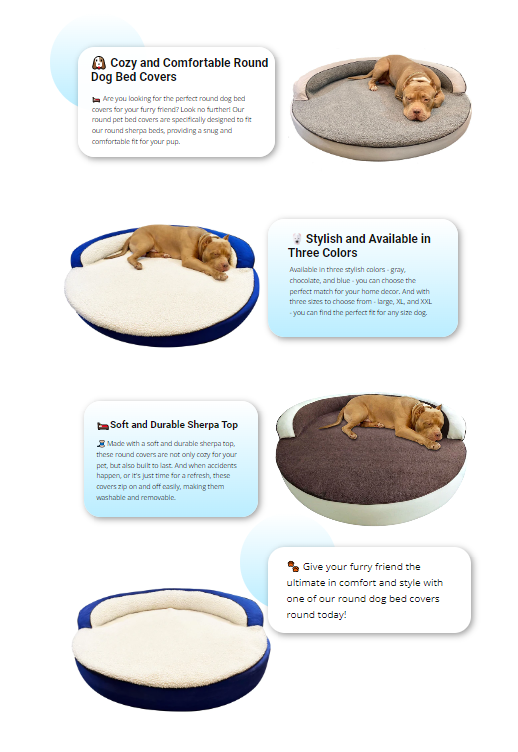 Cozy and Comfortable Round
Dog Bed Covers
Are you looking for the perfect round dog bed
covers for your furry friend? Look no further! Our
round pet bed covers are specifically designed to fit
our round sherpa beds, providing a snug and
comfortable fit for your pup.
Stylish and Available in
Three Colors
Available in three stylish colors - gray,
chocolate, and blue - you can choose the
perfect match for your home decor. And with
three sizes to choose from - large, XL, and XXL
- you can find the perfect fit for any size dog.
Soft and Durable Sherpa Top
Made with a soft and durable sherpa top,
these round covers are not only cozy for your
pet, but also built to last. And when accidents
happen, or it's just time for a refresh, these
covers zip on and off easily, making them
washable and removable.
Give your furry friend the
ultimate in comfort and style with
one of our round dog bed covers
round today!